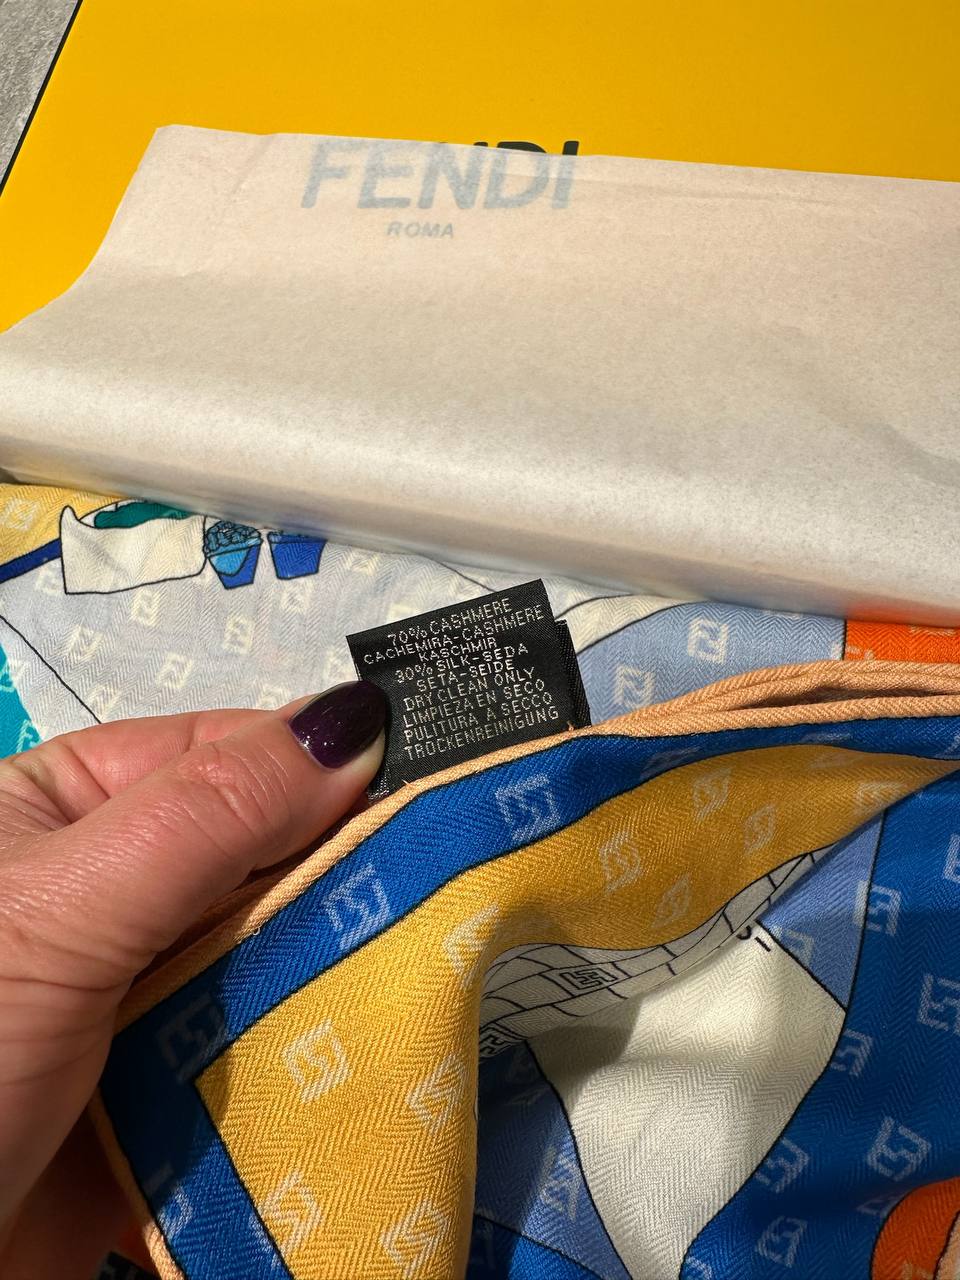 FENDI
ROMA
70% CASHMERE
CACHEMIRA-CASHMERE
KASCHMIR
30% SILK-SEDA
SETA-SEIDE
DRY CLEAN ONLY
LIMPIEZA EN SECO
PULITURA A SECCO
TROCKENREINIGUNG